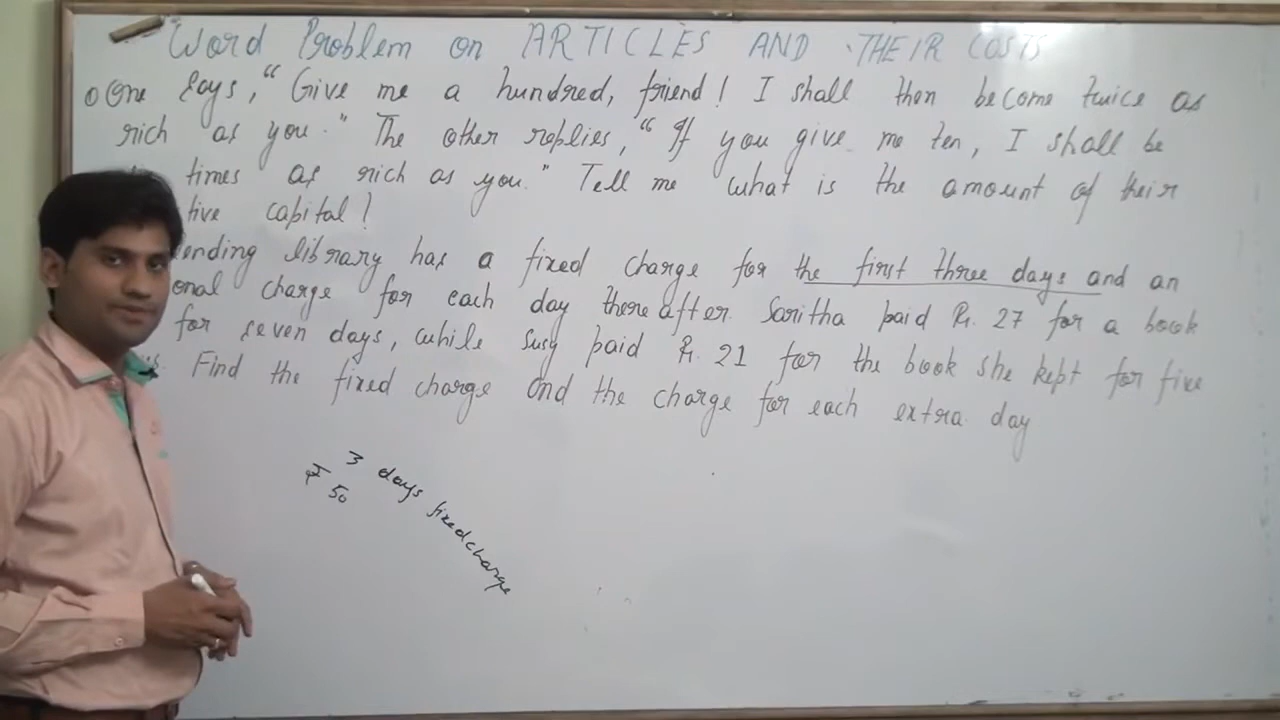 Word Problem on ARTICLES AND THEIR COSTS
One Says, "Give me a hundred, friend! I shall then become twice as
rich as you." The other replies, "If you give me ten, I shall be
times as rich as you." Tell me what is the amount of their
tive capital?
ending library has a fixed charge for the first three days and an
onal charge for each day thereafter. Saritha paid Rs. 27 for a book
for seven days, while Susy paid Rs. 21 for the book she kept for five
Find the fixed charge and the charge for each extra day
3 days fixed charge
₹ 50